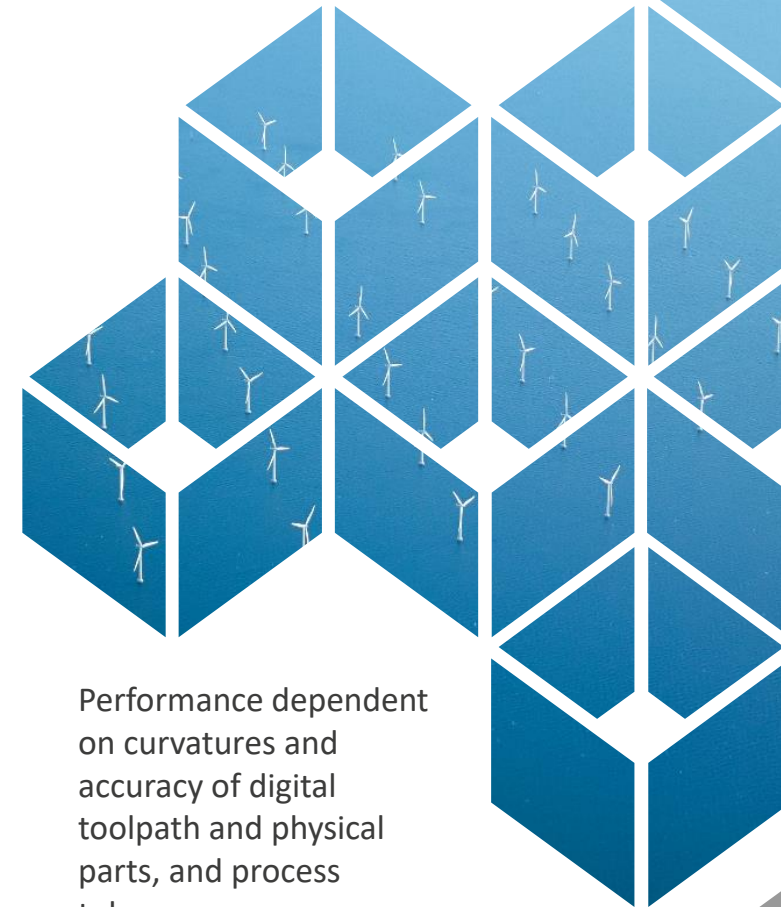 Performance dependent
on curvatures and
accuracy of digital
toolpath and physical
parts, and process